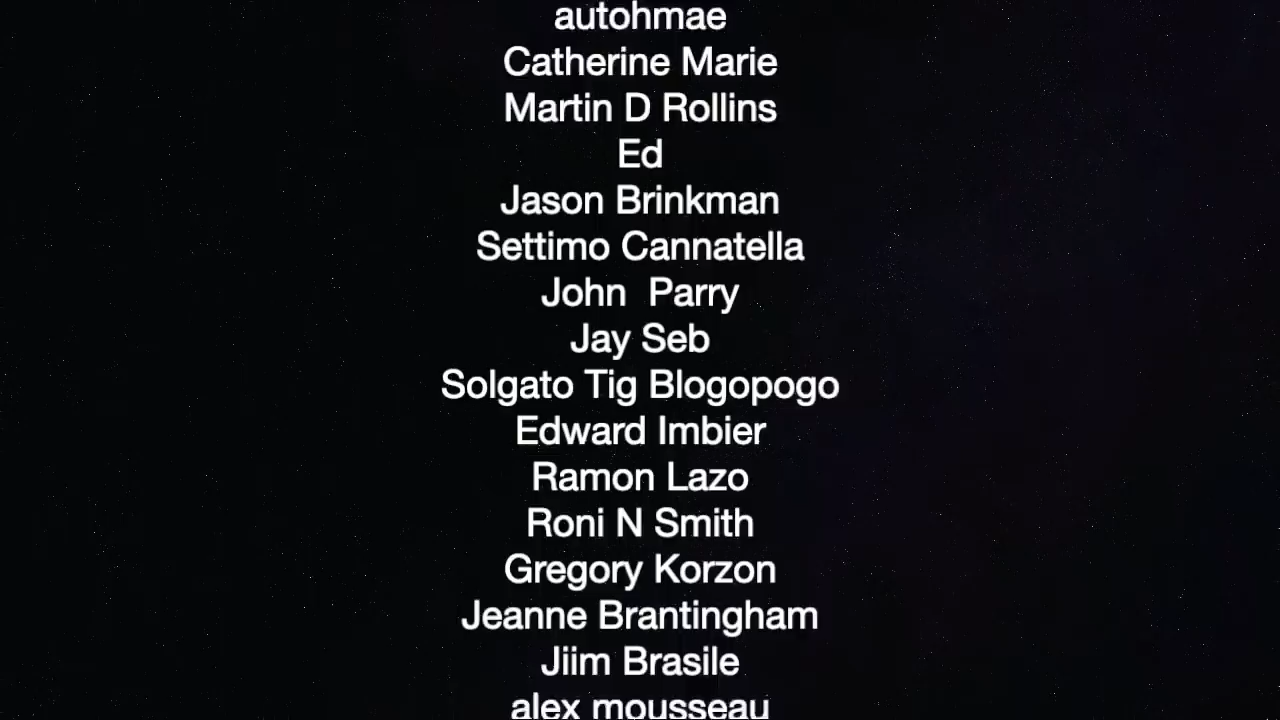 autohmae
Catherine Marie
Martin D Rollins
Ed
Jason Brinkman
Settimo Cannatella
John  Parry
Jay Seb
Solgato Tig Blogopogo
Edward Imbier
Ramon Lazo
Roni N Smith
Gregory Korzon
Jeanne Brantingham
Jiim Brasile
alex mousseau